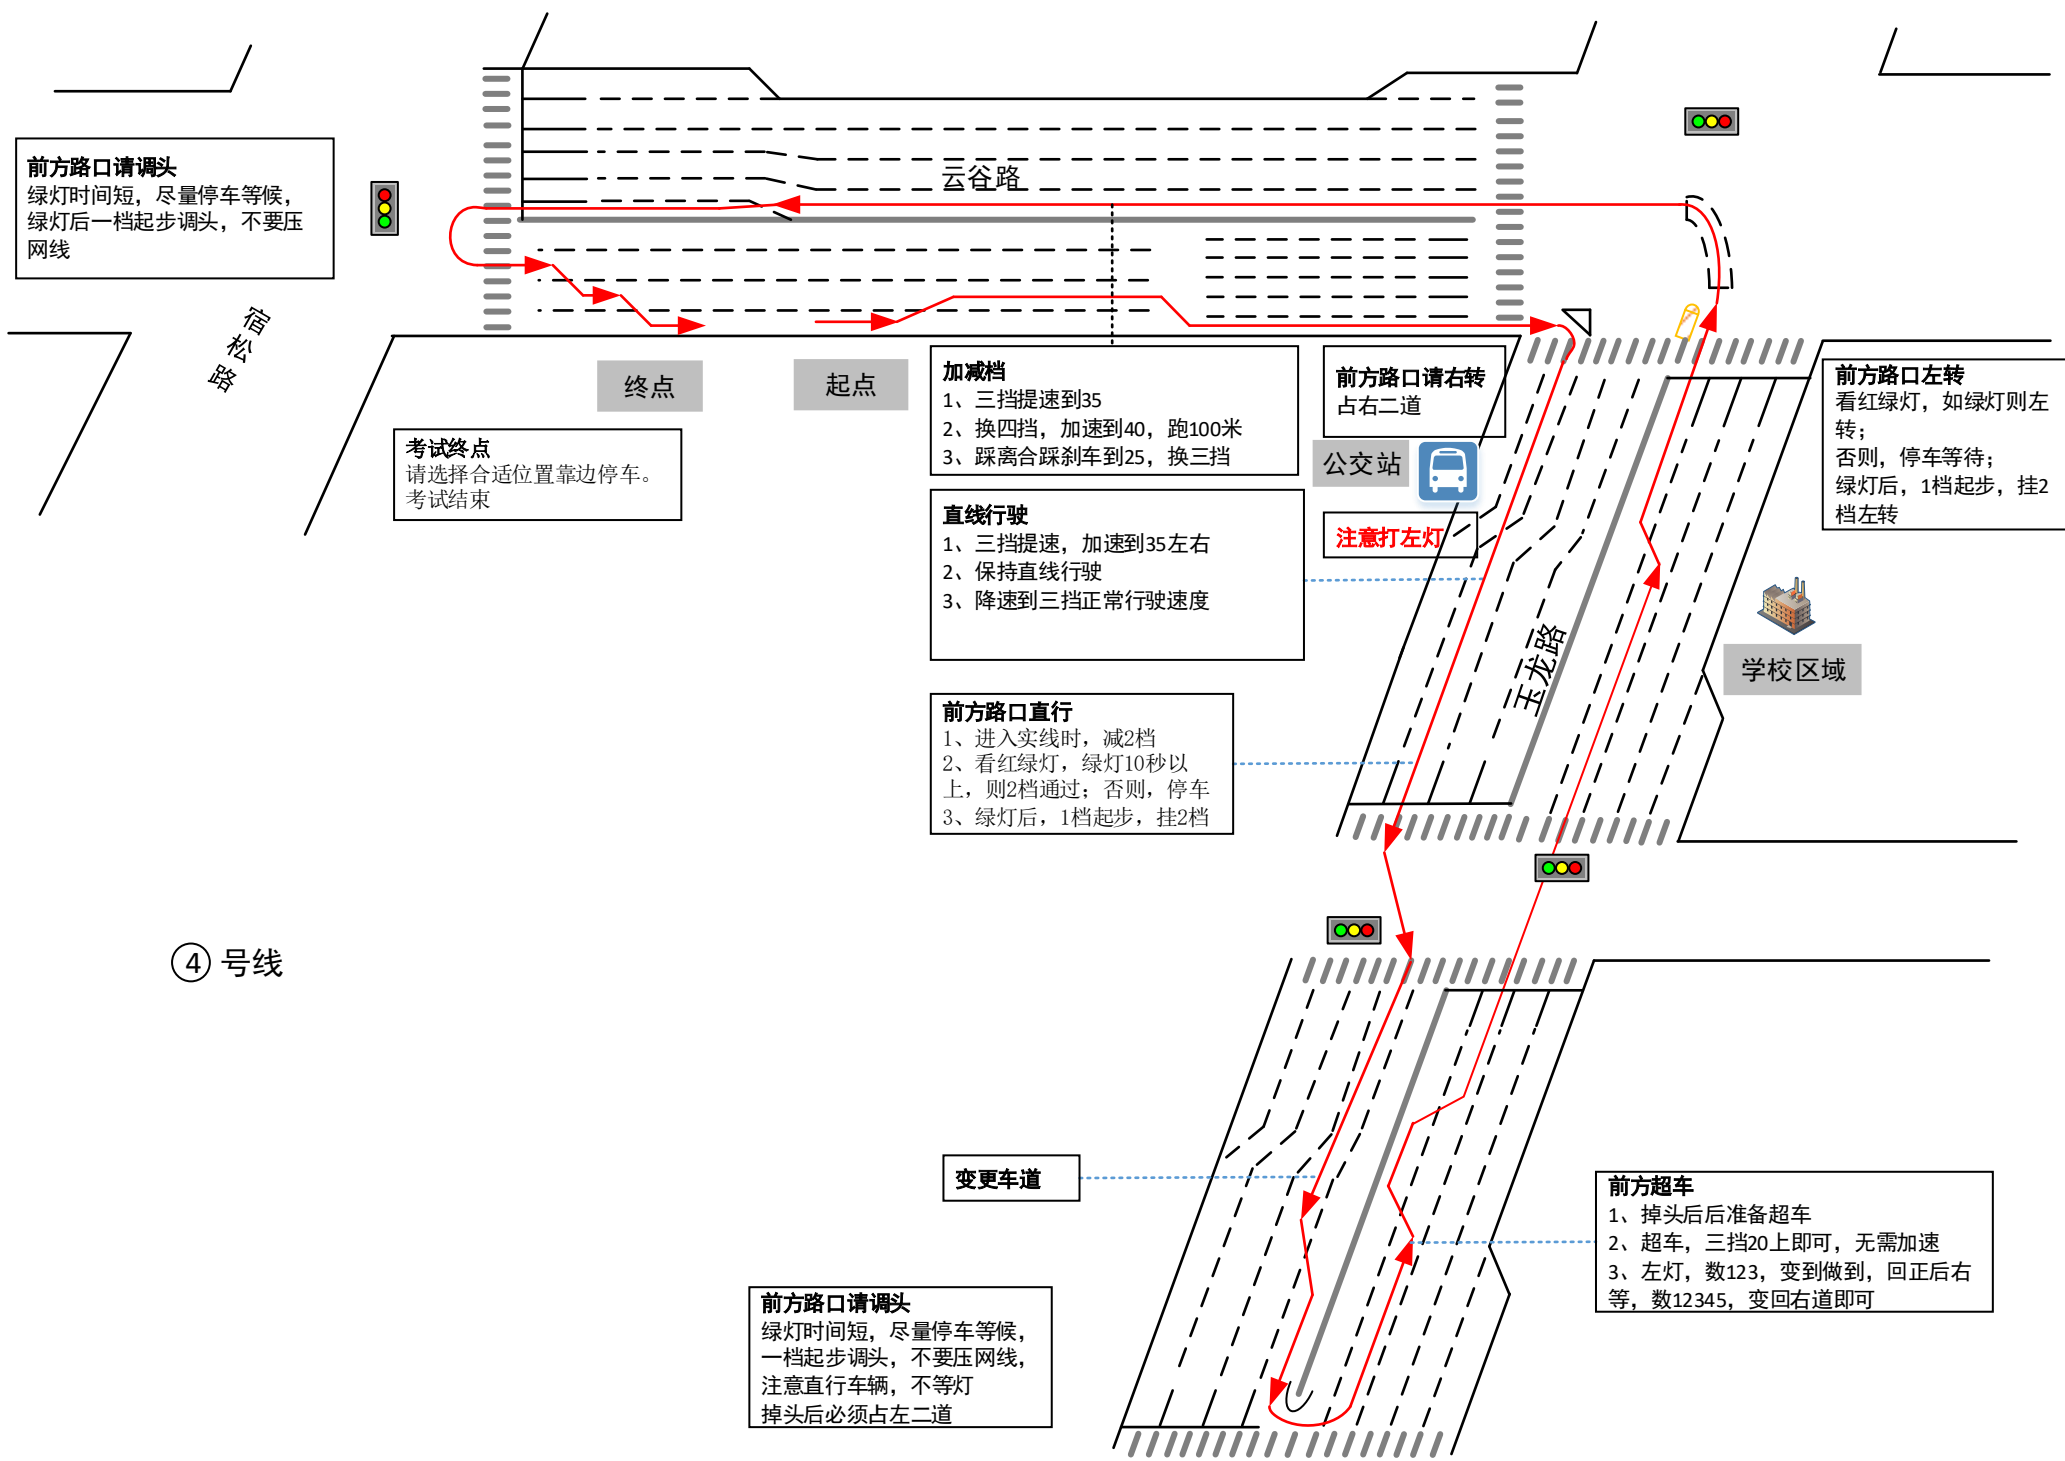 云谷路
前方路口请调头
绿灯时间短，尽量停车等候，
绿灯后一档起步调头，不要压
网线
宿松路
终点
起点
考试终点
请选择合适位置靠边停车。
考试结束
加减档
1、三挡提速到35
2、换四挡，加速到40，跑100米
3、踩离合踩刹车到25，换三挡
前方路口请右转
占右二道
公交站
注意打左灯
前方路口左转
看红绿灯，如绿灯则左
转；
否则，停车等待；
绿灯后，1档起步，挂2
档左转
直线行驶
1、三挡提速，加速到35左右
2、保持直线行驶
3、降速到三挡正常行驶速度
玉龙路
学校区域
前方路口直行
1、进入实线时，减2档
2、看红绿灯，绿灯10秒以
上，则2档通过；否则，停车
3、绿灯后，1档起步，挂2档
④ 号线
变更车道
前方超车
1、掉头后后准备超车
2、超车，三挡20上即可，无需加速
3、左灯，数123，变到做到，回正后右
等，数12345，变回右道即可
前方路口请调头
绿灯时间短，尽量停车等候，
一档起步调头，不要压网线，
注意直行车辆，不等灯
掉头后必须占左二道